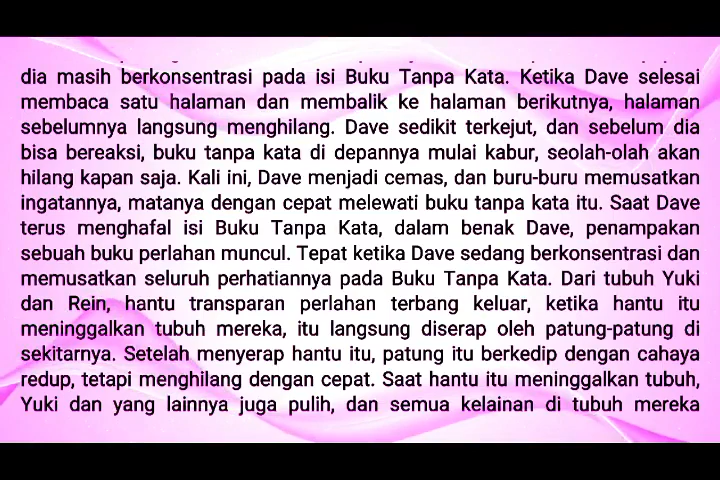 dia masih berkonsentrasi pada isi Buku Tanpa Kata. Ketika Dave selesai
membaca satu halaman dan membalik ke halaman berikutnya, halaman
sebelumnya langsung menghilang. Dave sedikit terkejut, dan sebelum dia
bisa bereaksi, buku tanpa kata di depannya mulai kabur, seolah-olah akan
hilang kapan saja. Kali ini, Dave menjadi cemas, dan buru-buru memusatkan
ingatannya, matanya dengan cepat melewati buku tanpa kata itu. Saat Dave
terus menghafal isi Buku Tanpa Kata, dalam benak Dave, penampakan
sebuah buku perlahan muncul. Tepat ketika Dave sedang berkonsentrasi dan
memusatkan seluruh perhatiannya pada Buku Tanpa Kata. Dari tubuh Yuki
dan Rein, hantu transparan perlahan terbang keluar, ketika hantu itu
meninggalkan tubuh mereka, itu langsung diserap oleh patung-patung di
sekitarnya. Setelah menyerap hantu itu, patung itu berkedip dengan cahaya
redup, tetapi menghilang dengan cepat. Saat hantu itu meninggalkan tubuh,
Yuki dan yang lainnya juga pulih, dan semua kelainan di tubuh mereka